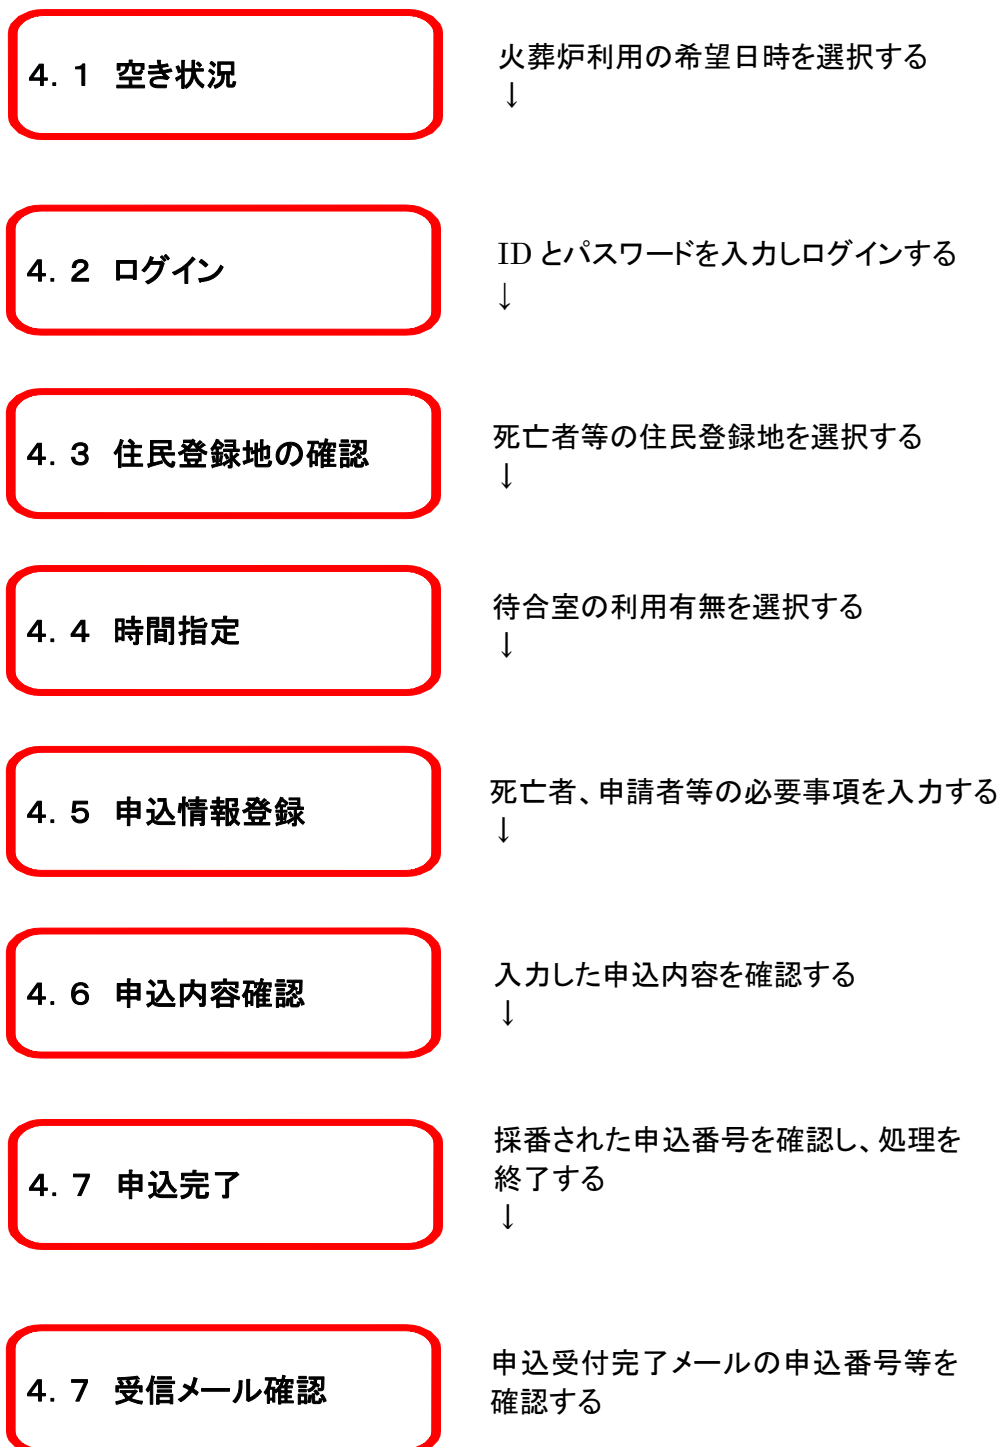 ４．１　空き状況
火葬炉利用の希望日時を選択する
↓
４．２　ログイン
ID とパスワードを入力しログインする
↓
４．３　住民登録地の確認
死亡者等の住民登録地を選択する
↓
４．４　時間指定
待合室の利用有無を選択する
↓
４．５　申込情報登録
死亡者、申請者等の必要事項を入力する
↓
４．６　申込内容確認
入力した申込内容を確認する
↓
４．７　申込完了
採番された申込番号を確認し、処理を
終了する
↓
４．７　受信メール確認
申込受付完了メールの申込番号等を
確認する